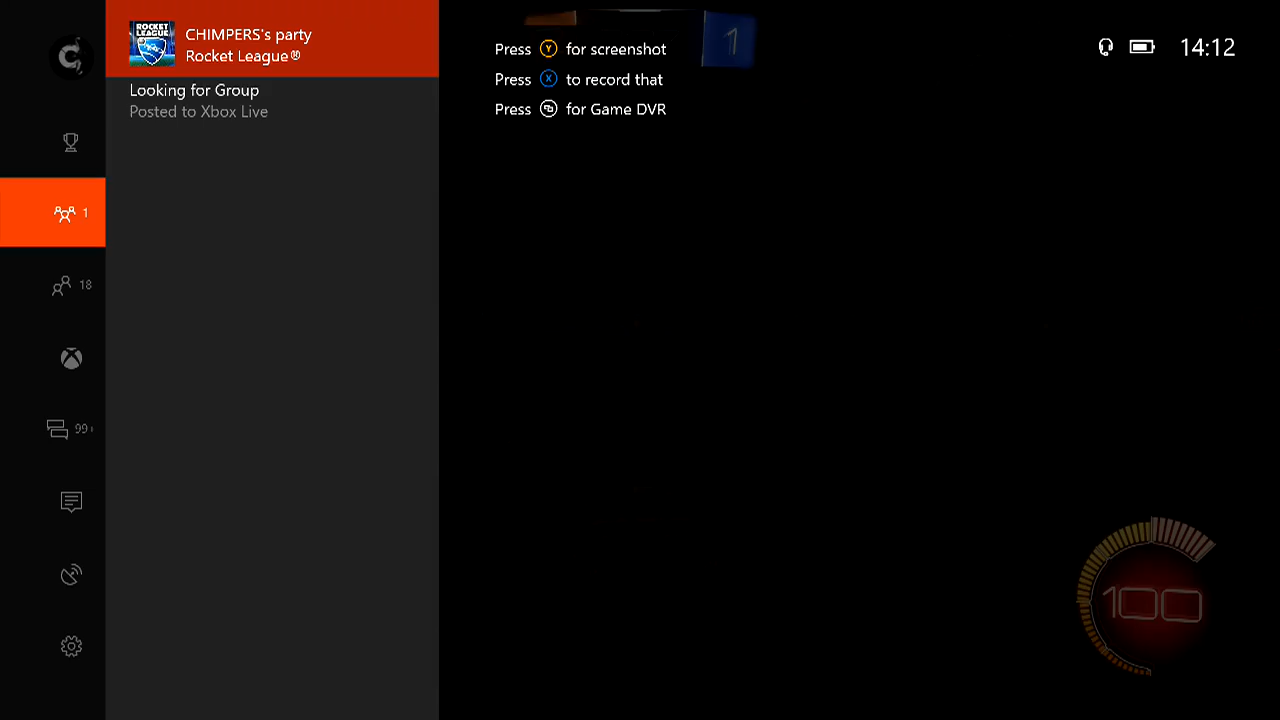 ROCKET
LEAGUE
CHIMPERS's party
Rocket League®
Looking for Group
Posted to Xbox Live
1
18
99+
Press Y for screenshot
Press X to record that
Press for Game DVR
1
14:12
100